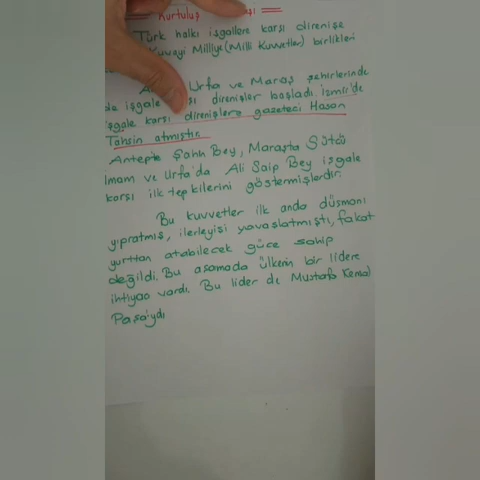 Kurtuluş
Türk halkı işgallere karşı direnişe
Kuvayi Milliye (Milli Kuvvetler) birlikleri
Urfa ve Maraş şehirlerinde
de işgale direnişler başladı. İzmir'de
işgale karşı direnişlere gazeteci Hasan
Tahsin atmıştır.
Antep'te Şahin Bey, Maraşta Sütçü
İmam ve Urfa'da Ali Saip Bey işgale
karşı ilk tepkilerini göstermişlerdir.
Bu kuvvetler ilk anda düşmanı
yıpratmış, ilerleyişi yavaşlatmıştı, fakat
yurttan atabilecek güce sahip
değildi. Bu aşamada ülkenin bir lidere
ihtiyacı vardı. Bu lider de Mustafa Kemal
Paşa'ydı